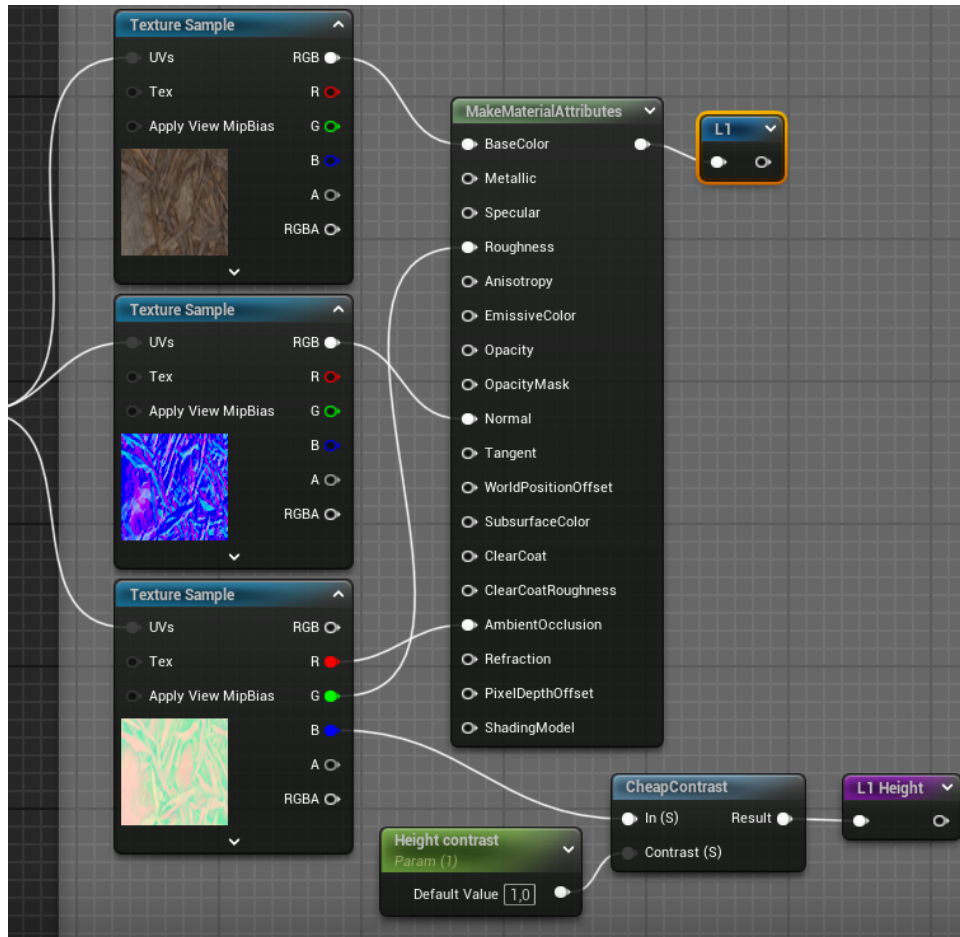 Texture Sample
UVs RGB
Tex R
Apply View MipBias G
B
A
RGBA
Texture Sample
UVs RGB
Tex R
Apply View MipBias G
B
A
RGBA
Texture Sample
UVs RGB
Tex R
Apply View MipBias G
B
A
RGBA
MakeMaterialAttributes
BaseColor
Metallic
Specular
Roughness
Anisotropy
EmissiveColor
Opacity
OpacityMask
Normal
Tangent
WorldPositionOffset
SubsurfaceColor
ClearCoat
ClearCoatRoughness
AmbientOcclusion
Refraction
PixelDepthOffset
ShadingModel
L1
Height contrast
Param (1)
Default Value 1,0
CheapContrast
In (S) Result
Contrast (S)
L1 Height